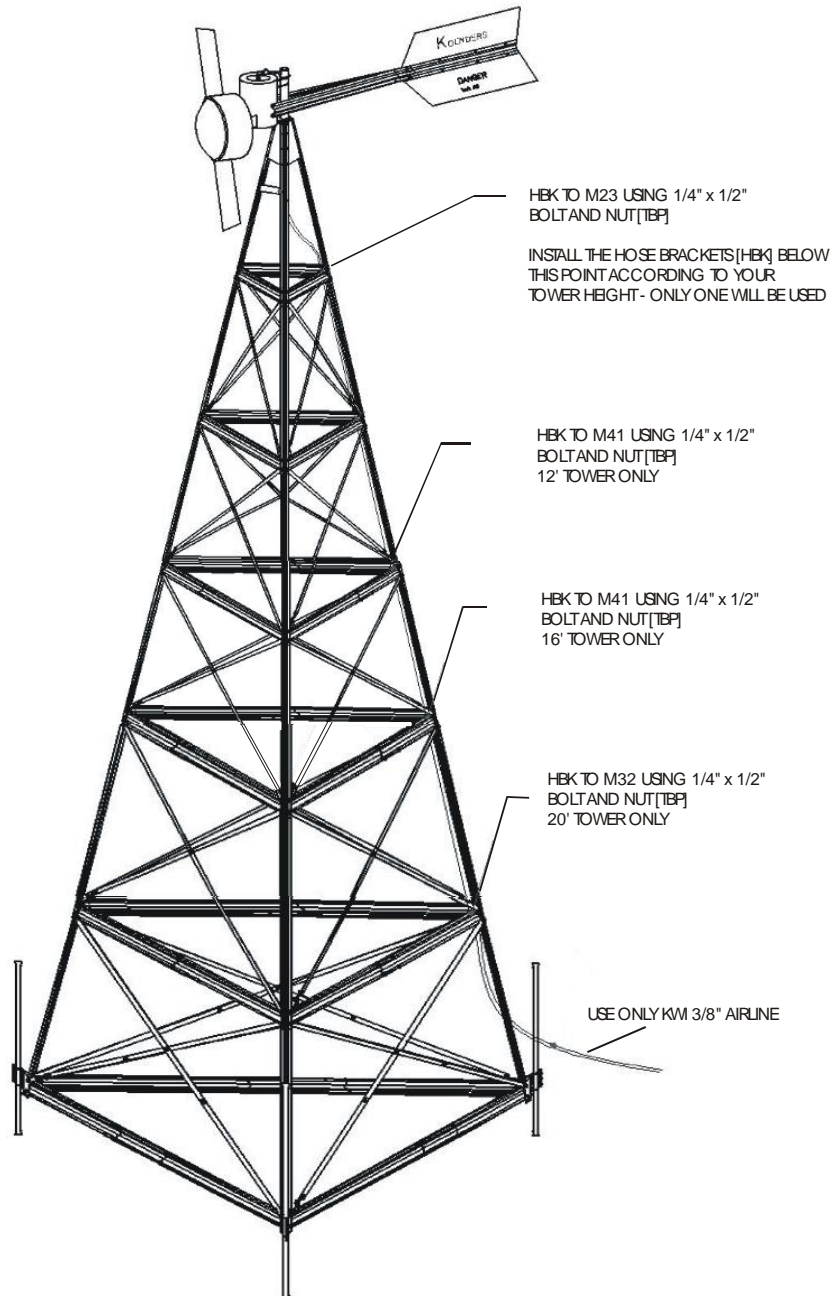 KOENDERS
DANGER
HBK TO M23 USING 1/4" x 1/2"
BOLT AND NUT [TBP]
INSTALL THE HOSE BRACKETS [HBK] BELOW
THIS POINT ACCORDING TO YOUR
TOWER HEIGHT - ONLY ONE WILL BE USED
HBK TO M41 USING 1/4" x 1/2"
BOLT AND NUT [TBP]
12' TOWER ONLY
HBK TO M41 USING 1/4" x 1/2"
BOLT AND NUT [TBP]
16' TOWER ONLY
HBK TO M32 USING 1/4" x 1/2"
BOLT AND NUT [TBP]
20' TOWER ONLY
USE ONLY KWI 3/8" AIRLINE